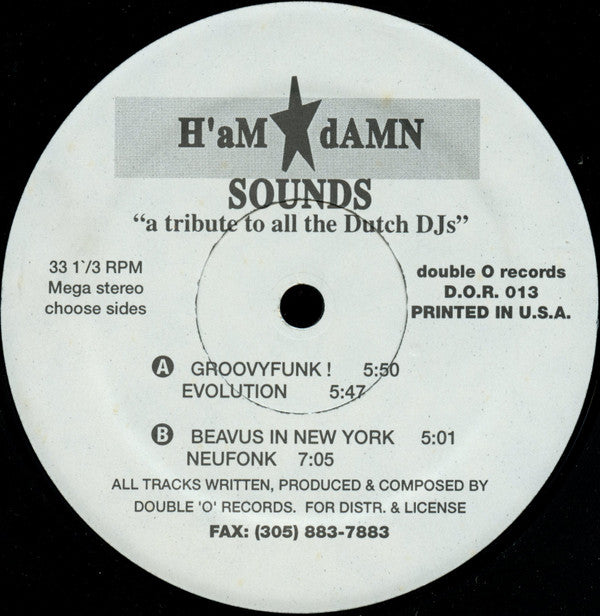 H'aM dAMN
SOUNDS
“a tribute to all the Dutch DJs”
33 1`/3 RPM
Mega stereo
choose sides
double O records
D.O.R. 013
PRINTED IN U.S.A.
A GROOVYFUNK ! 5:50
EVOLUTION 5:47
B BEAVUS IN NEW YORK 5:01
NEUFONK 7:05
ALL TRACKS WRITTEN, PRODUCED & COMPOSED BY
DOUBLE 'O' RECORDS. FOR DISTR. & LICENSE
FAX: (305) 883-7883